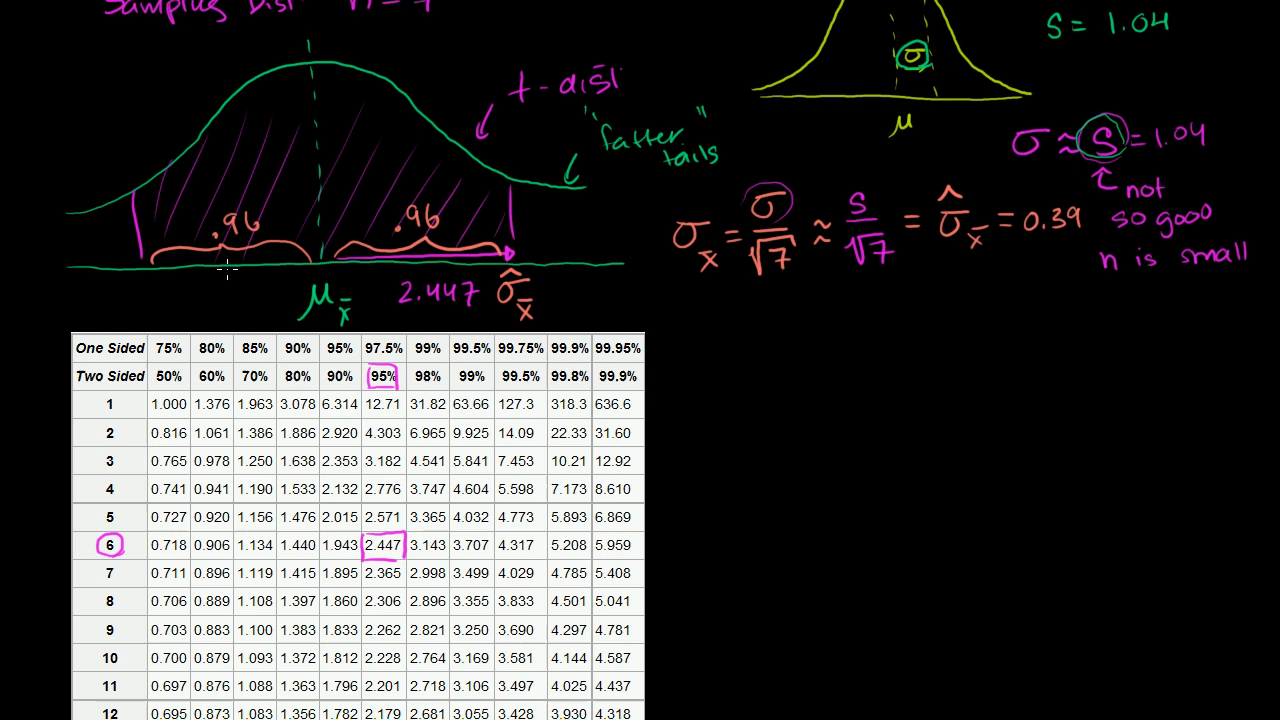 Sampling Dist n = 7
S = 1.04
σ
μ
t - dist
"fatter" tails
σ ≈ S = 1.04
not so good
n is small
.96 .96
σx̄ = σ/√7 ≈ s/√7 = σ̂x̄ = 0.39
μx̄ 2.447 σ̂x̄
One Sided 75% 80% 85% 90% 95% 97.5% 99% 99.5% 99.75% 99.9% 99.95%
Two Sided 50% 60% 70% 80% 90% 95% 98% 99% 99.5% 99.8% 99.9%
1 1.000 1.376 1.963 3.078 6.314 12.71 31.82 63.66 127.3 318.3 636.6
2 0.816 1.061 1.386 1.886 2.920 4.303 6.965 9.925 14.09 22.33 31.60
3 0.765 0.978 1.250 1.638 2.353 3.182 4.541 5.841 7.453 10.21 12.92
4 0.741 0.941 1.190 1.533 2.132 2.776 3.747 4.604 5.598 7.173 8.610
5 0.727 0.920 1.156 1.476 2.015 2.571 3.365 4.032 4.773 5.893 6.869
6 0.718 0.906 1.134 1.440 1.943 2.447 3.143 3.707 4.317 5.208 5.959
7 0.711 0.896 1.119 1.415 1.895 2.365 2.998 3.499 4.029 4.785 5.408
8 0.706 0.889 1.108 1.397 1.860 2.306 2.896 3.355 3.833 4.501 5.041
9 0.703 0.883 1.100 1.383 1.833 2.262 2.821 3.250 3.690 4.297 4.781
10 0.700 0.879 1.093 1.372 1.812 2.228 2.764 3.169 3.581 4.144 4.587
11 0.697 0.876 1.088 1.363 1.796 2.201 2.718 3.106 3.497 4.025 4.437
12 0.695 0.873 1.083 1.356 1.782 2.179 2.681 3.055 3.428 3.930 4.318